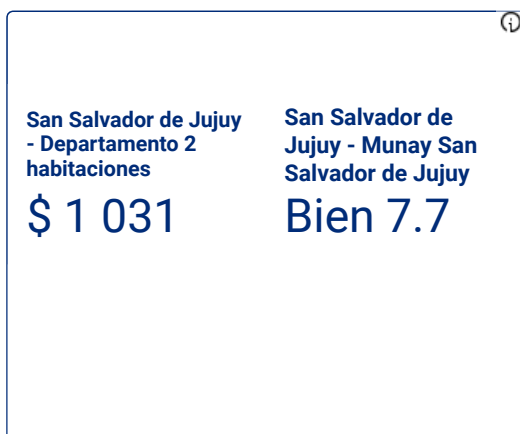 San Salvador de Jujuy
- Departamento 2
habitaciones
$ 1 031
San Salvador de
Jujuy - Munay San
Salvador de Jujuy
Bien 7.7